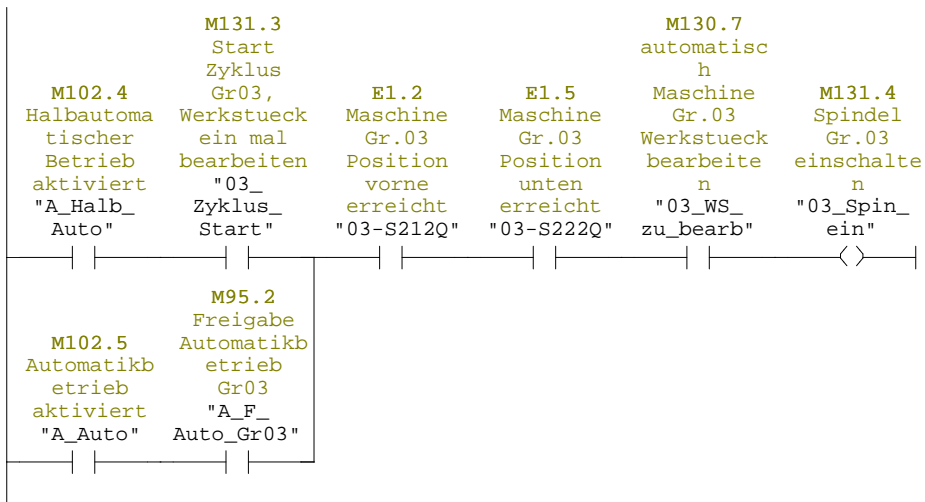 M131.3
Start
Zyklus
Gr03,
Werkstueck
ein mal
bearbeiten
"03_
Zyklus_
Start"
M130.7
automatisc
h
Maschine
Gr.03
Werkstueck
bearbeite
n
"03_WS_
zu_bearb"
M102.4
Halbautoma
tischer
Betrieb
aktiviert
"A_Halb_
Auto"
E1.2
Maschine
Gr.03
Position
vorne
erreicht
"03-S212Q"
E1.5
Maschine
Gr.03
Position
unten
erreicht
"03-S222Q"
M131.4
Spindel
Gr.03
einschalte
n
"03_Spin_
ein"
M95.2
Freigabe
Automatikb
etrieb
Gr03
"A_F_
Auto_Gr03"
M102.5
Automatikb
etrieb
aktiviert
"A_Auto"